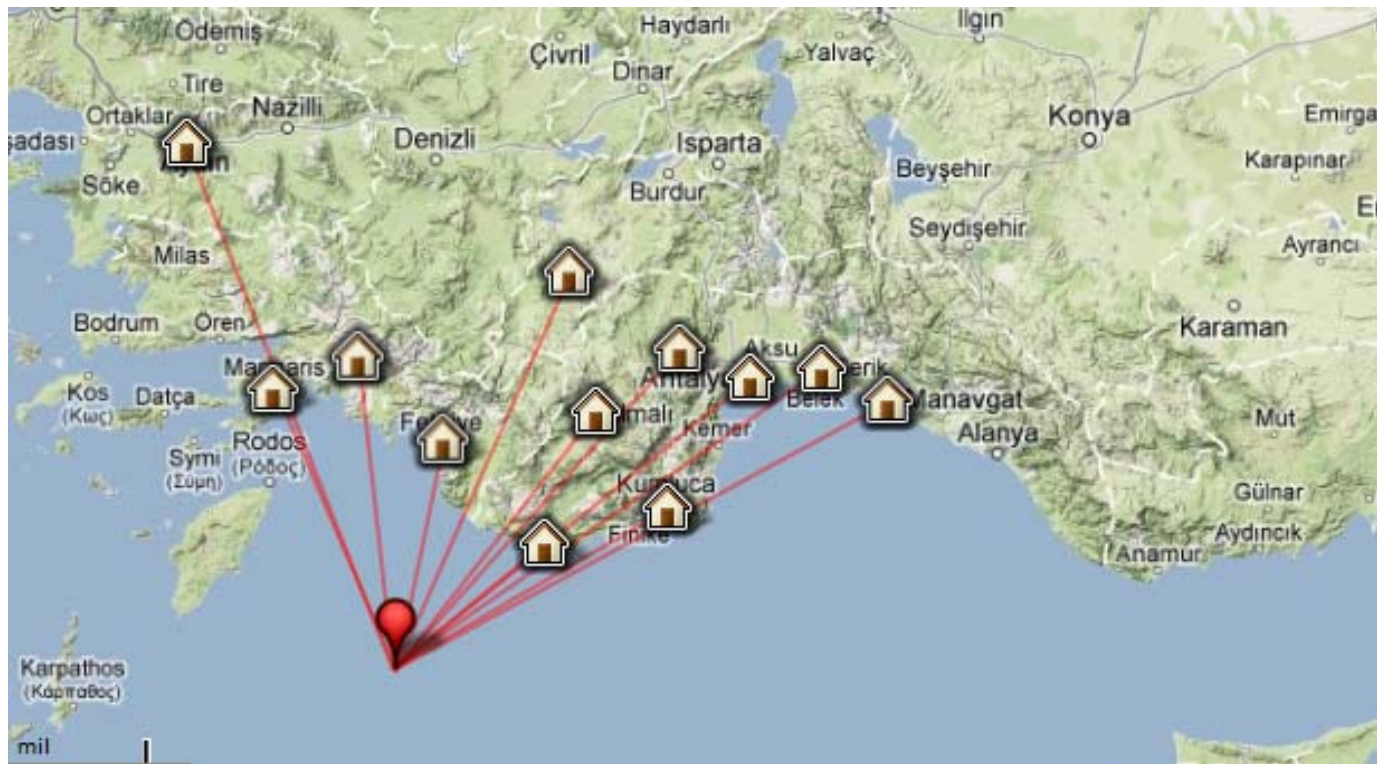 Ödemiş
Çivril
Haydarlı
Ilgın
Yalvaç
Dinar
Tire
Ortaklar
Nazilli
Denizli
Isparta
Konya
Emirga
şadası
Söke
Burdur
Beyşehir
Karapınar
Milas
Seydişehir
Ayrancı
Bodrum
Ören
Karaman
Kos
(Κως)
Datça
Aksu
Belek
Manavgat
Kemer
Alanya
Mut
Rodos
(Ρόδος)
Symi
(Σύμη)
Gülnar
Aydıncık
Anamur
Karpathos
(Κάρπαθος)
mil